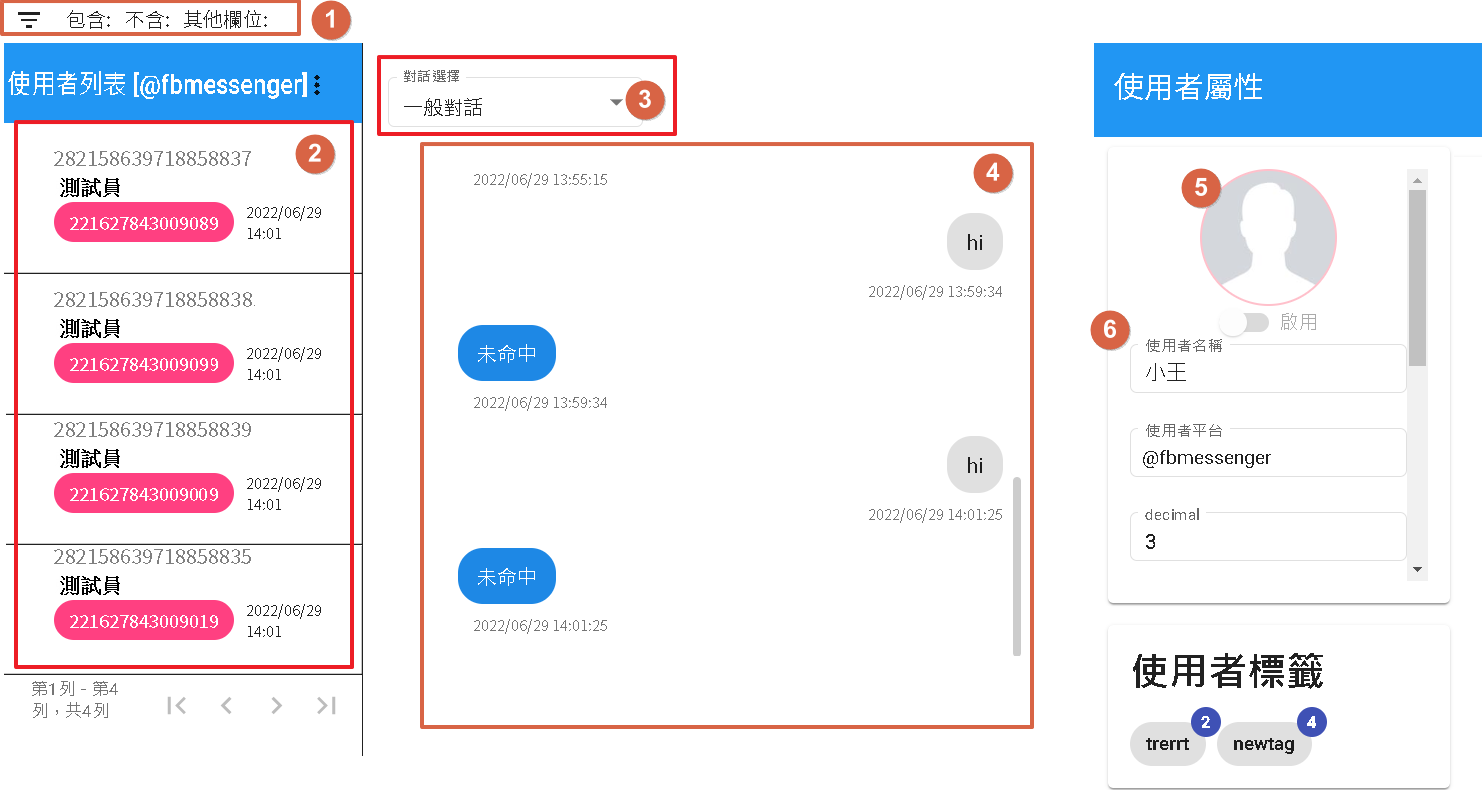 包含: 不含: 其他欄位:
1
使用者列表 [@fbmessenger]
2
282158639718858837
測試員
221627843009089
2022/06/29
14:01
282158639718858838.
測試員
221627843009099
2022/06/29
14:01
282158639718858839
測試員
221627843009009
2022/06/29
14:01
282158639718858835
測試員
221627843009019
2022/06/29
14:01
第1列 - 第4
列，共4列
對話選擇
一般對話
3
4
2022/06/29 13:55:15
hi
2022/06/29 13:59:34
未命中
2022/06/29 13:59:34
hi
2022/06/29 14:01:25
未命中
2022/06/29 14:01:25
使用者屬性
5
啟用
6
使用者名稱
小王
使用者平台
@fbmessenger
decimal
3
使用者標籤
trerrt 2
newtag 4